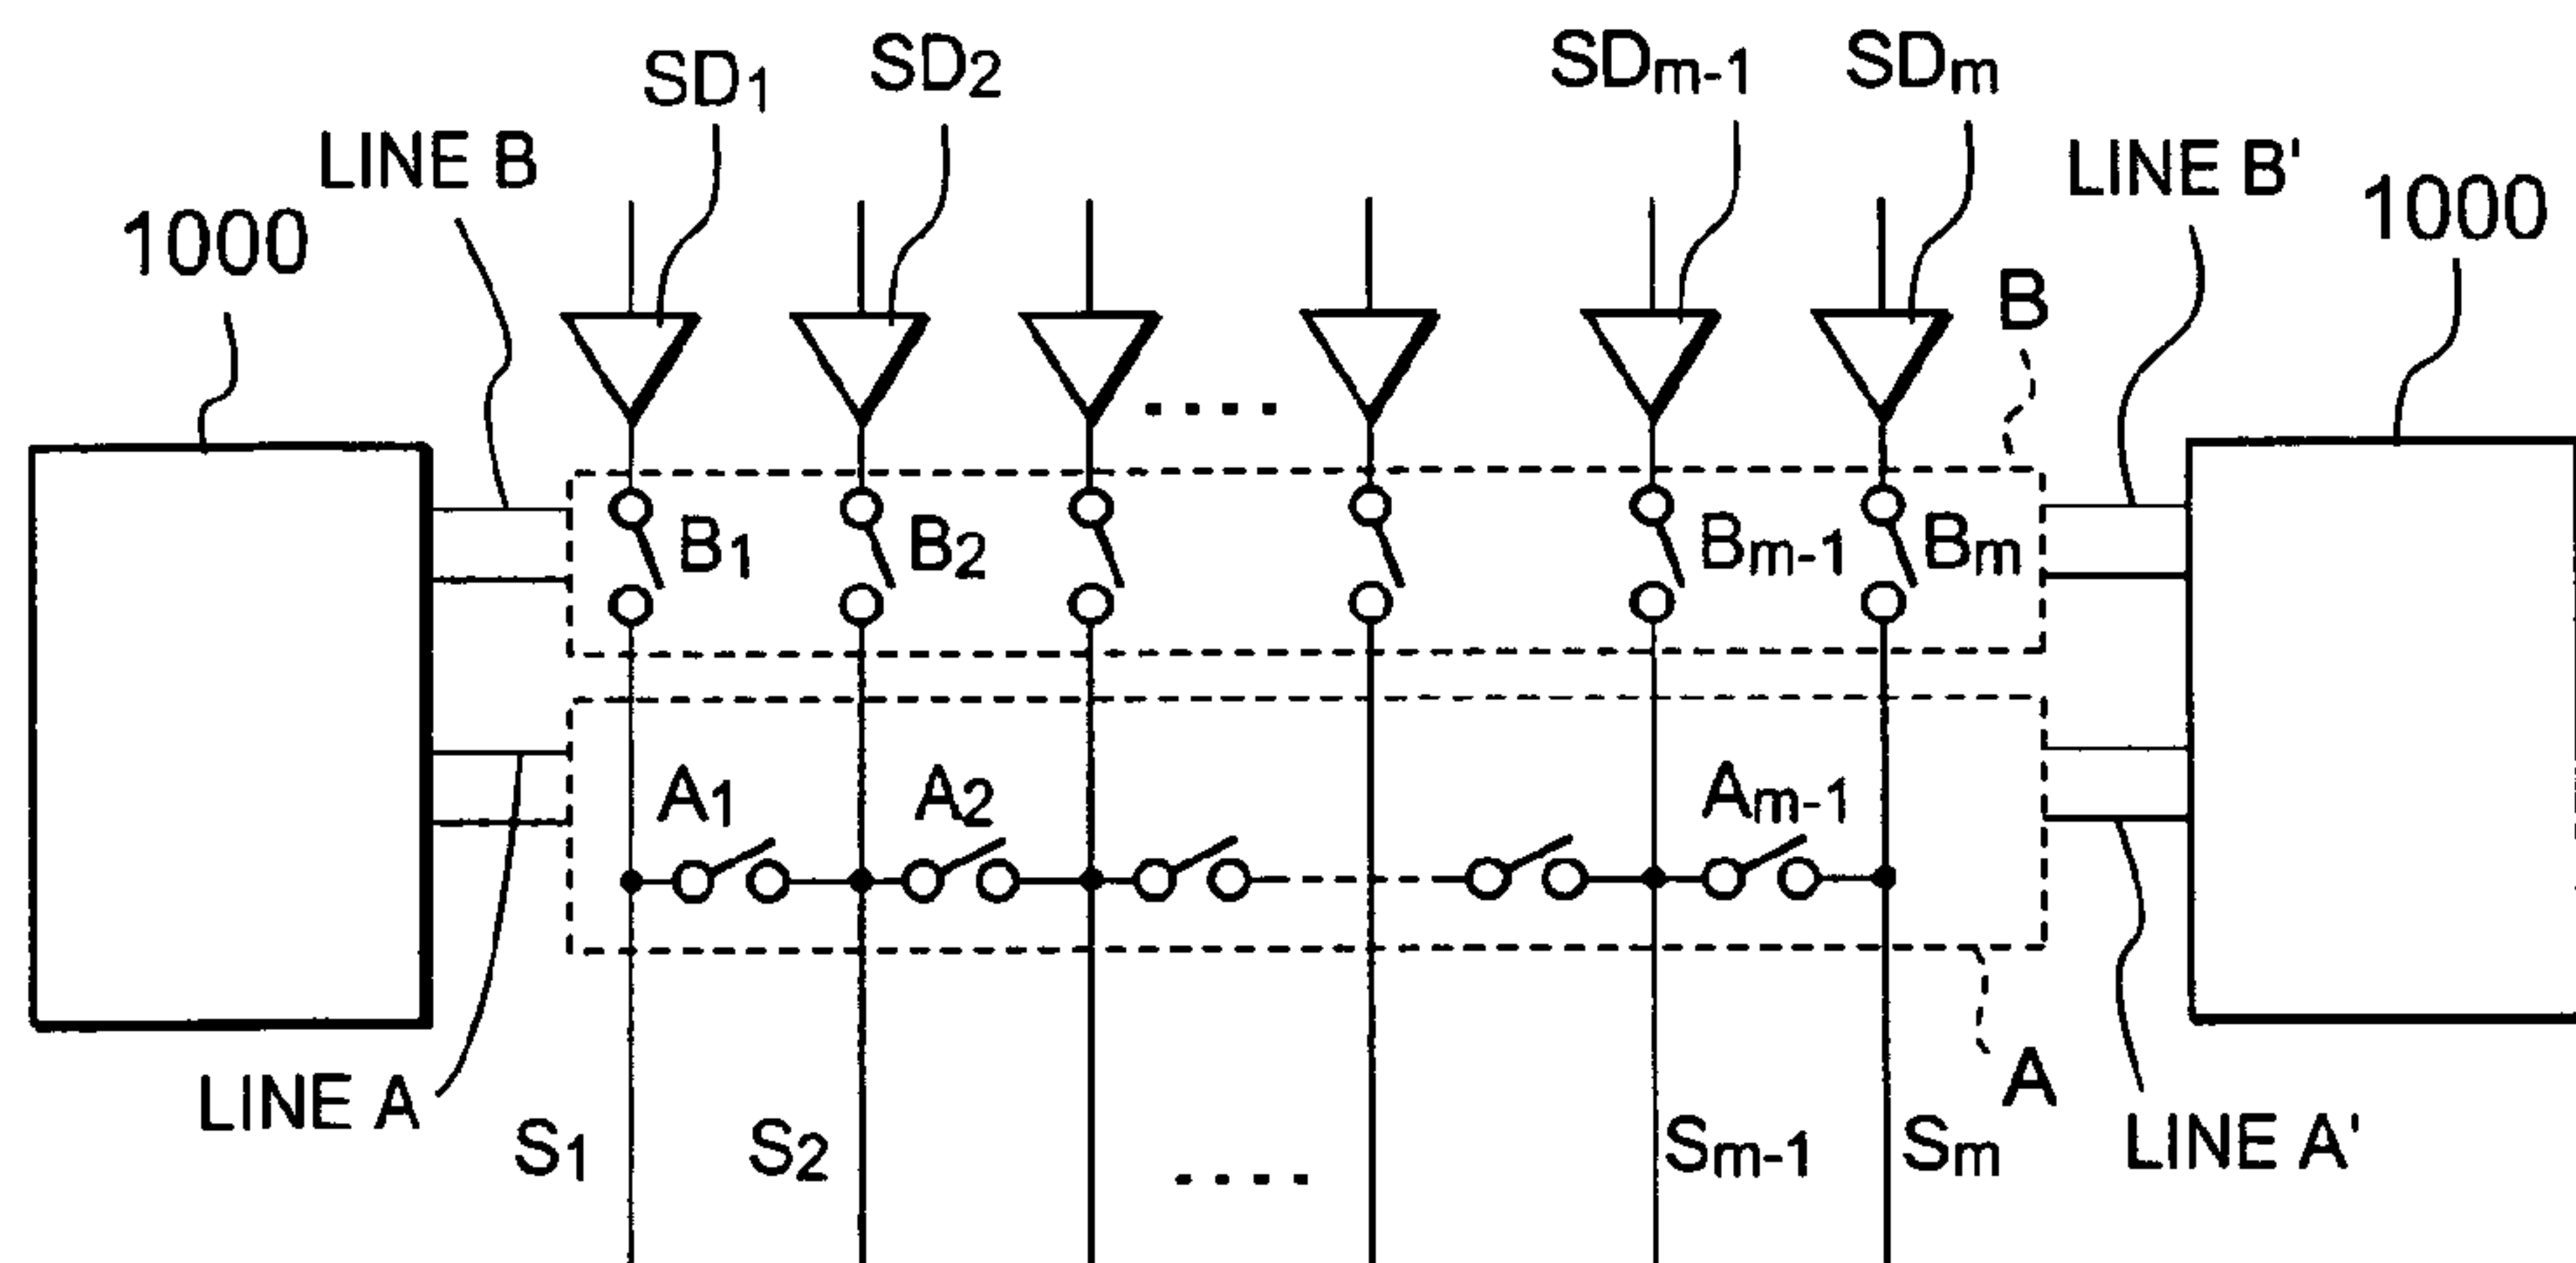 SD1 SD2 SDm-1 SDm
LINE B LINE B'
1000 1000
B
B1 B2 Bm-1 Bm
....
A1 A2 Am-1
A
LINE A LINE A'
S1 S2 Sm-1 Sm
....